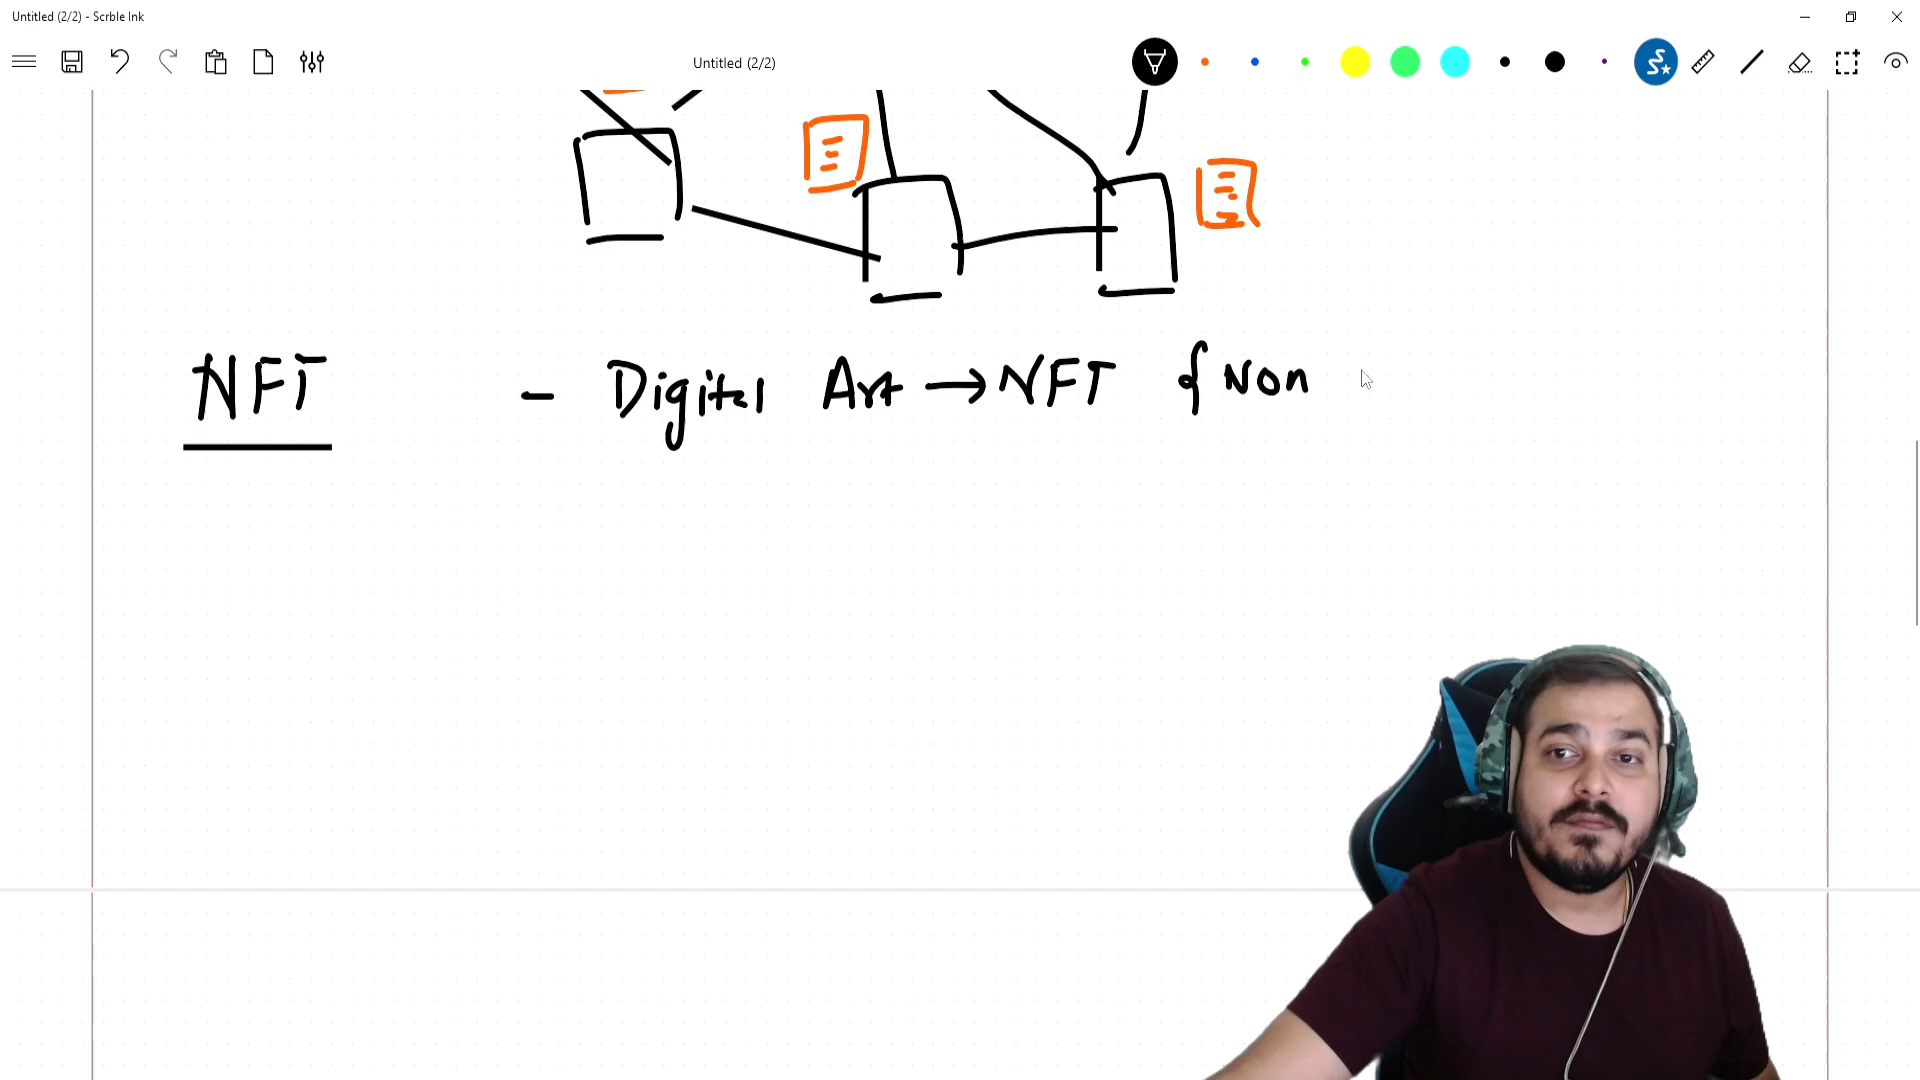 Untitled (2/2) - Scrble Ink
Untitled (2/2)
NFT - Digital Art → NFT { Non